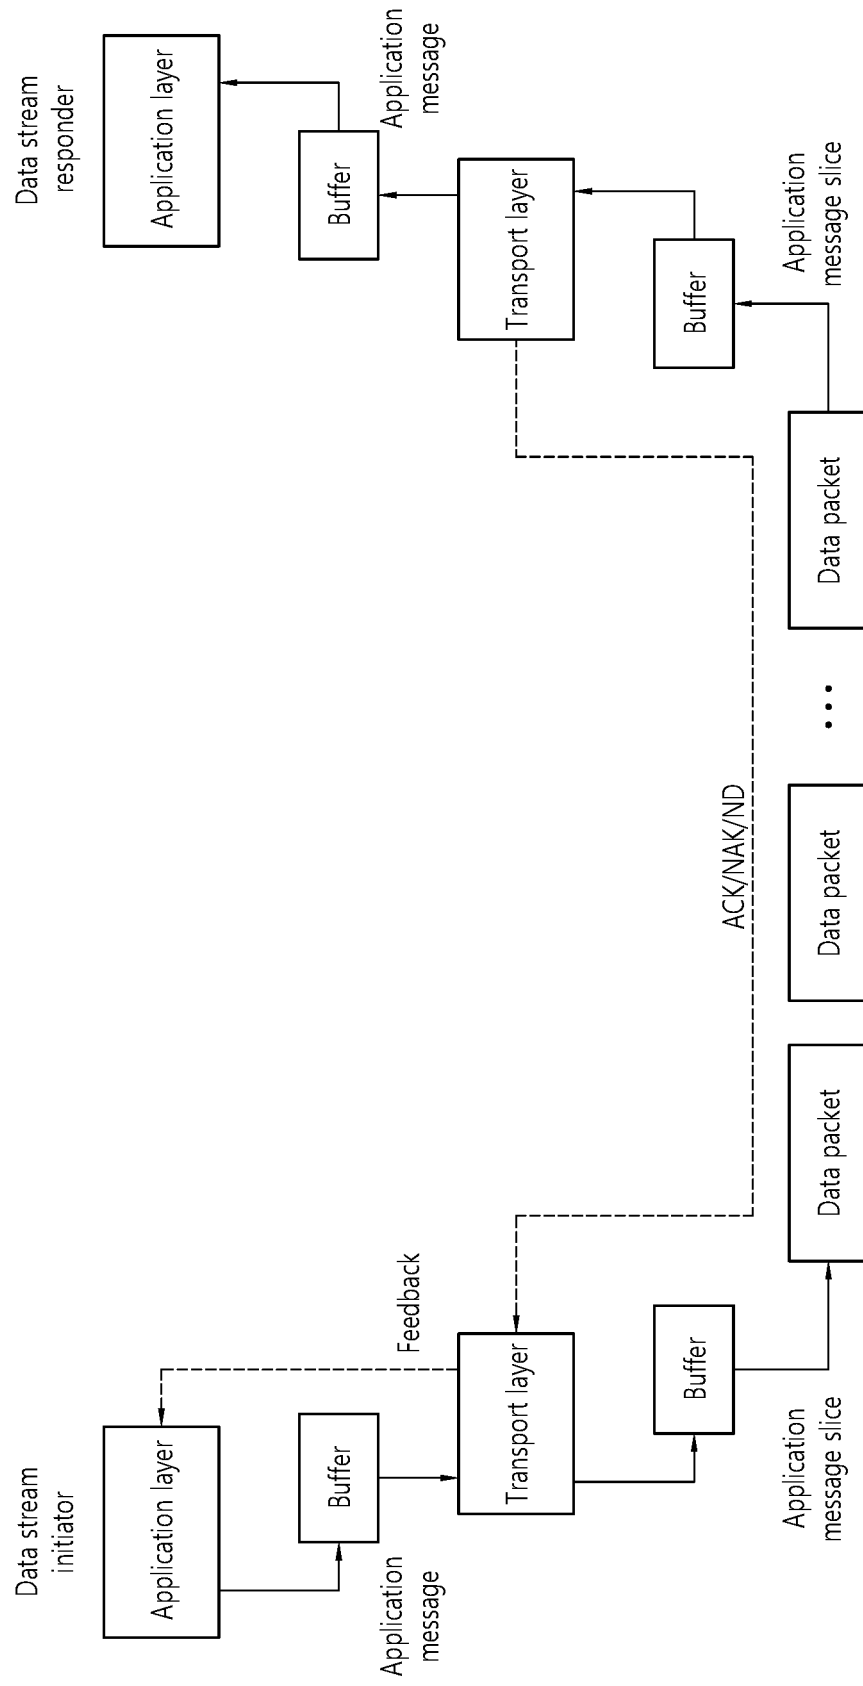 Data stream
initiator
Application layer
Application
message
Buffer
Feedback
Transport layer
Buffer
Application
message slice
Data packet
Data packet
...
Data packet
ACK/NAK/ND
Data stream
responder
Application layer
Buffer
Application
message
Transport layer
Buffer
Application
message slice